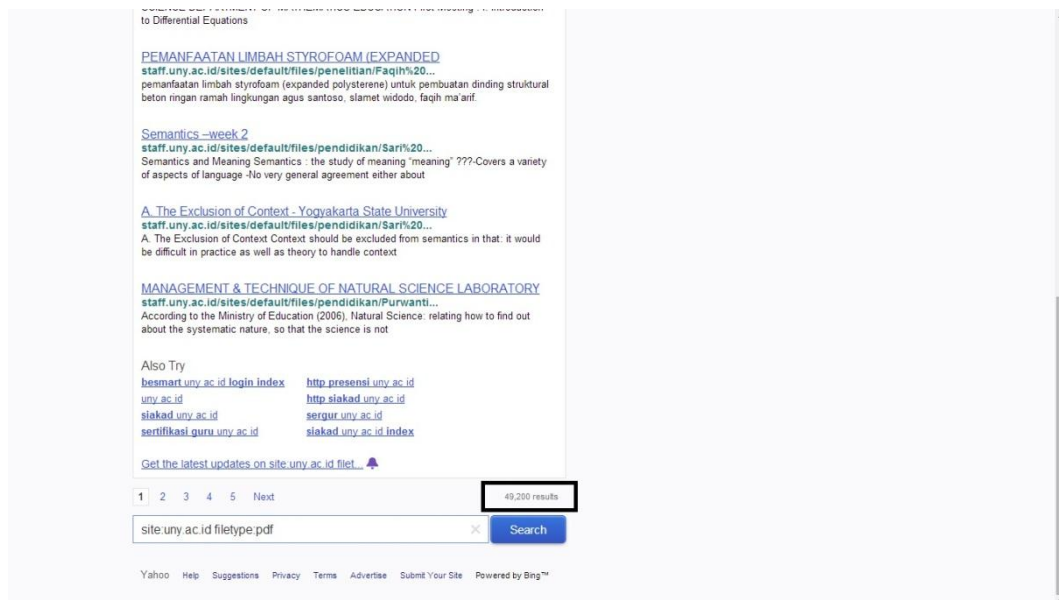 to Differential Equations
PEMANFAATAN LIMBAH STYROFOAM (EXPANDED
staff.uny.ac.id/sites/default/files/penelitian/Faqih%20...
pemanfaatan limbah styrofoam (expanded polysterene) untuk pembuatan dinding struktural
beton ringan ramah lingkungan agus santoso, slamet widodo, faqih ma'arif.
Semantics –week 2
staff.uny.ac.id/sites/default/files/pendidikan/Sari%20...
Semantics and Meaning Semantics : the study of meaning "meaning" ???-Covers a variety
of aspects of language -No very general agreement either about
A. The Exclusion of Context - Yogyakarta State University
staff.uny.ac.id/sites/default/files/pendidikan/Sari%20...
A. The Exclusion of Context Context should be excluded from semantics in that: it would
be difficult in practice as well as theory to handle context
MANAGEMENT & TECHNIQUE OF NATURAL SCIENCE LABORATORY
staff.uny.ac.id/sites/default/files/pendidikan/Purwanti...
According to the Ministry of Education (2006), Natural Science: relating how to find out
about the systematic nature, so that the science is not
Also Try
besmart uny ac id login index http presensi uny ac id
uny ac id http siakad uny ac id
siakad uny ac id sergur uny ac id
sertifikasi guru uny ac id siakad uny ac id index
Get the latest updates on site:uny.ac.id filet...
1 2 3 4 5 Next 49,200 results
site:uny.ac.id filetype:pdf Search
Yahoo Help Suggestions Privacy Terms Advertise Submit Your Site Powered by Bing™